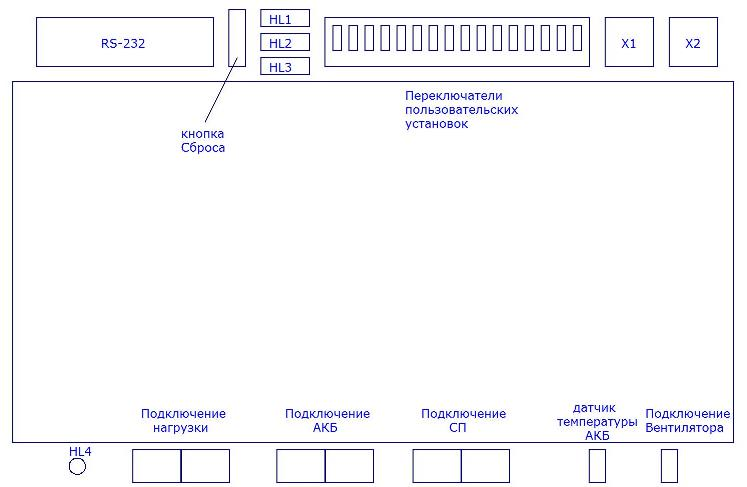 RS-232
HL1
HL2
HL3
X1
X2
кнопка
Сброса
Переключатели
пользовательских
установок
Подключение
нагрузки
Подключение
АКБ
Подключение
СП
датчик
температуры
АКБ
Подключение
Вентилятора
HL4